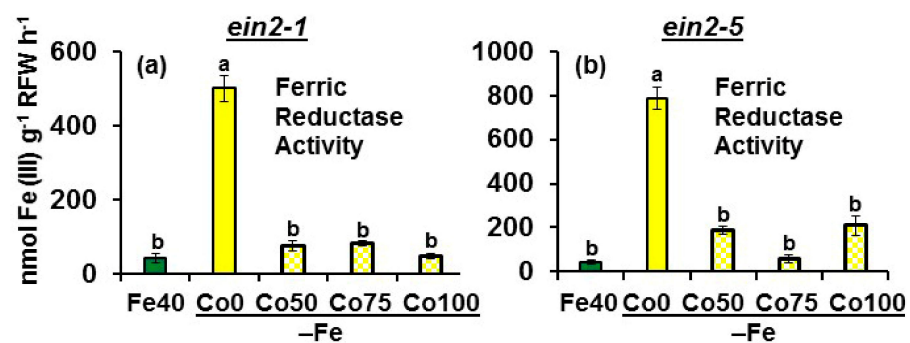 ein2-1
ein2-5
nmol Fe (III) g⁻¹ RFW h⁻¹
600
400
200
0
(a)
a
b
b
b
b
Ferric
Reductase
Activity
Fe40 Co0 Co50 Co75 Co100
–Fe
1000
800
600
400
200
0
(b)
a
b
b
b
b
Ferric
Reductase
Activity
Fe40 Co0 Co50 Co75 Co100
–Fe